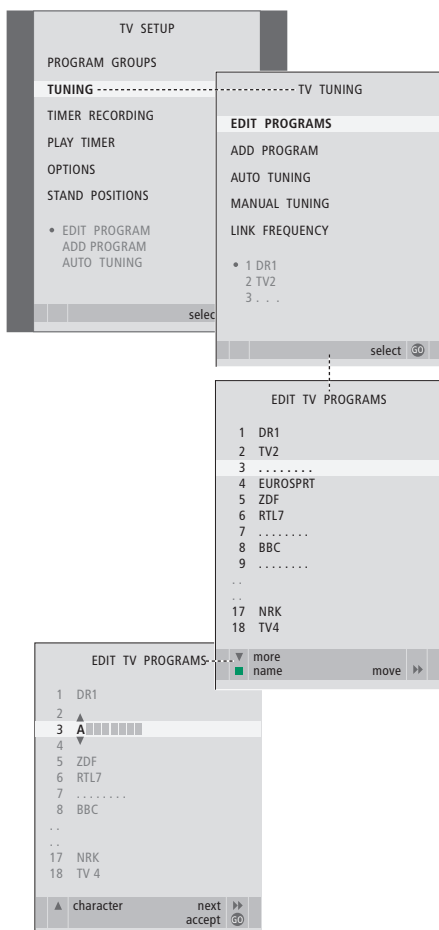 TV SETUP
PROGRAM GROUPS
TUNING
TIMER RECORDING
PLAY TIMER
OPTIONS
STAND POSITIONS
• EDIT PROGRAM
ADD PROGRAM
AUTO TUNING
selec
TV TUNING
EDIT PROGRAMS
ADD PROGRAM
AUTO TUNING
MANUAL TUNING
LINK FREQUENCY
• 1 DR1
2 TV2
3 . . .
select GO
EDIT TV PROGRAMS
1 DR1
2 TV2
3 ........
4 EUROSPRT
5 ZDF
6 RTL7
7 ........
8 BBC
9 ........
..
..
17 NRK
18 TV4
▼ more
name move ▶▶
EDIT TV PROGRAMS
1 DR1
2
3 A
4
5 ZDF
6 RTL7
7 ........
8 BBC
..
..
17 NRK
18 TV 4
▲ character next ▶▶
accept GO